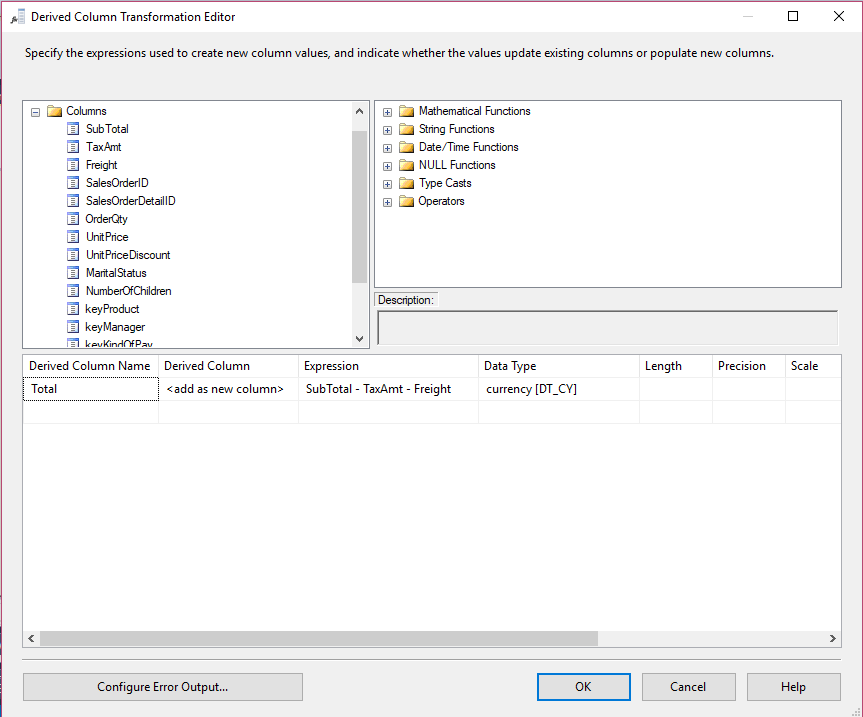 Derived Column Transformation Editor
Specify the expressions used to create new column values, and indicate whether the values update existing columns or populate new columns.
Columns
SubTotal
TaxAmt
Freight
SalesOrderID
SalesOrderDetailID
OrderQty
UnitPrice
UnitPriceDiscount
MaritalStatus
NumberOfChildren
keyProduct
keyManager
keyKindOfPay
Mathematical Functions
String Functions
Date/Time Functions
NULL Functions
Type Casts
Operators
Description:
Derived Column Name Derived Column Expression Data Type Length Precision Scale
Total <add as new column> SubTotal - TaxAmt - Freight currency [DT_CY]
Configure Error Output... OK Cancel Help